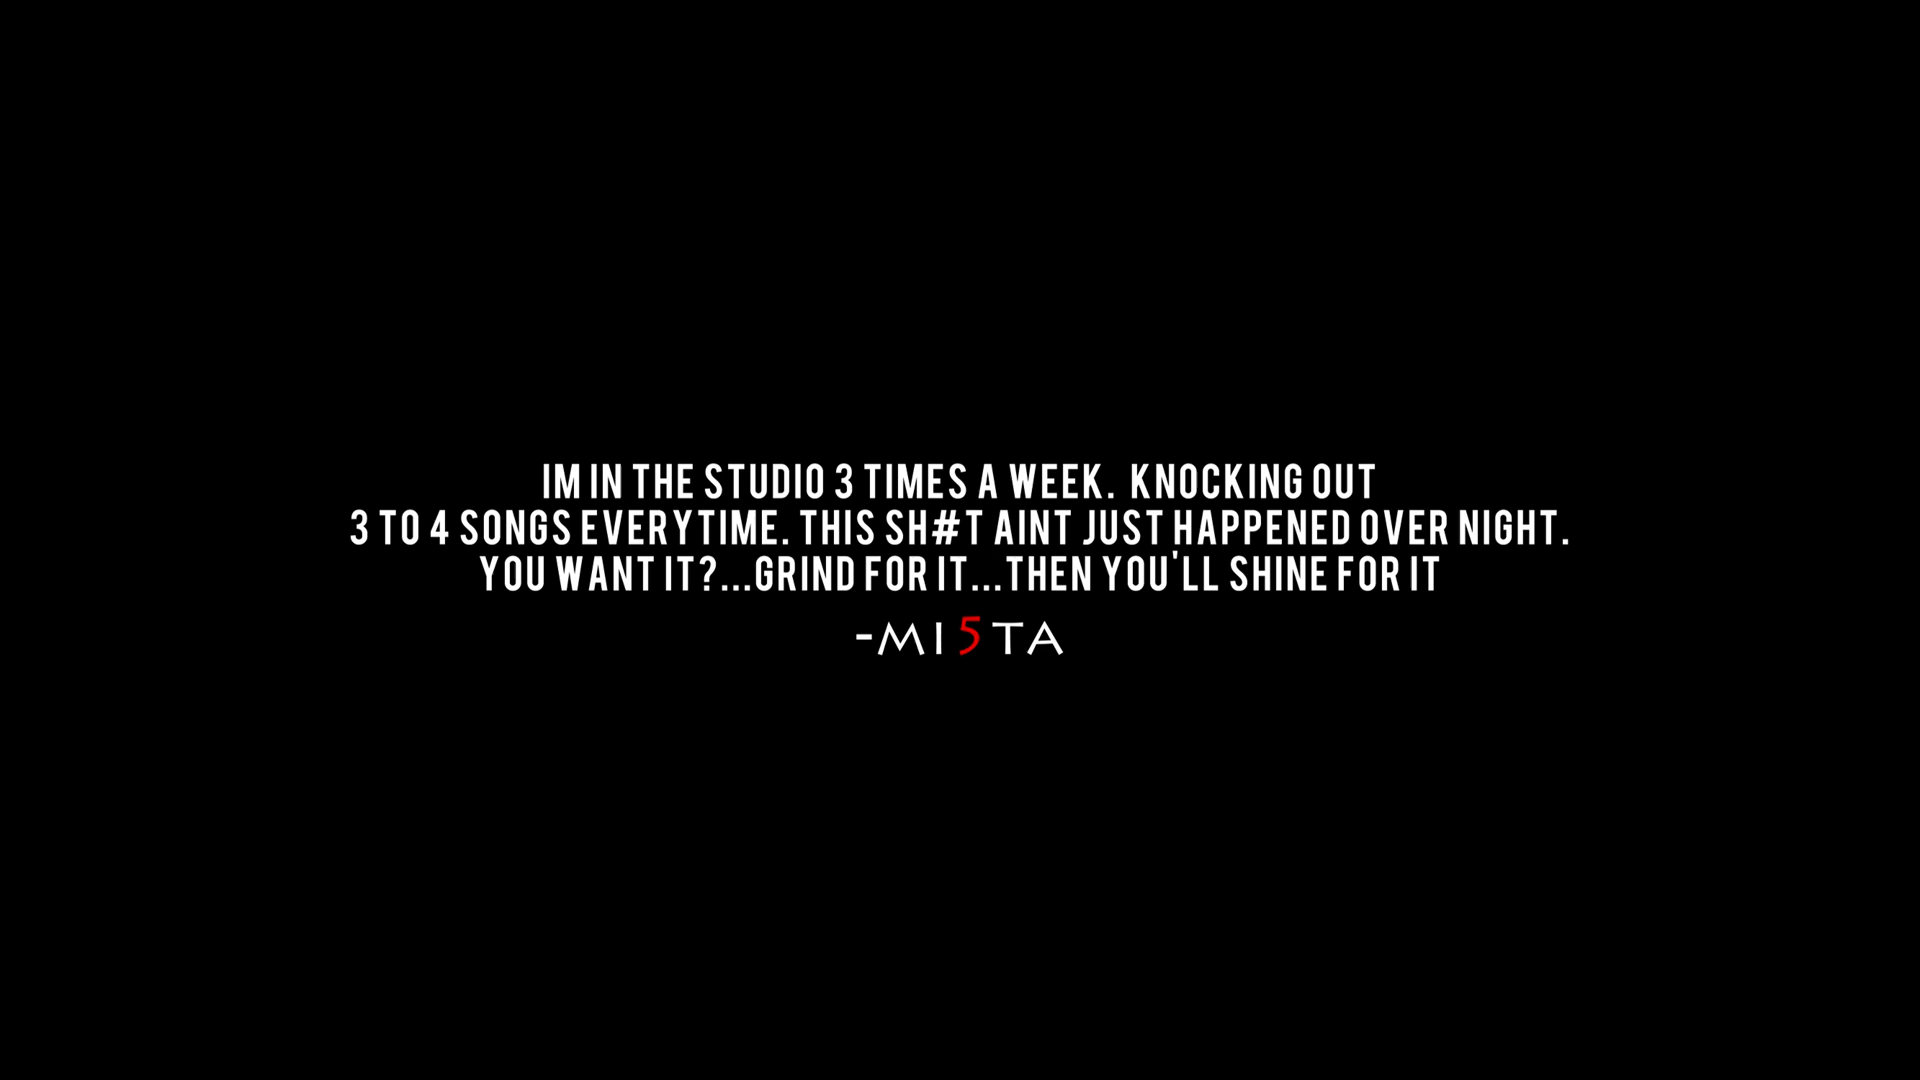 IM IN THE STUDIO 3 TIMES A WEEK. KNOCKING OUT
3 TO 4 SONGS EVERYTIME. THIS SH#T AINT JUST HAPPENED OVER NIGHT.
YOU WANT IT?...GRIND FOR IT...THEN YOU'LL SHINE FOR IT
-MI5TA